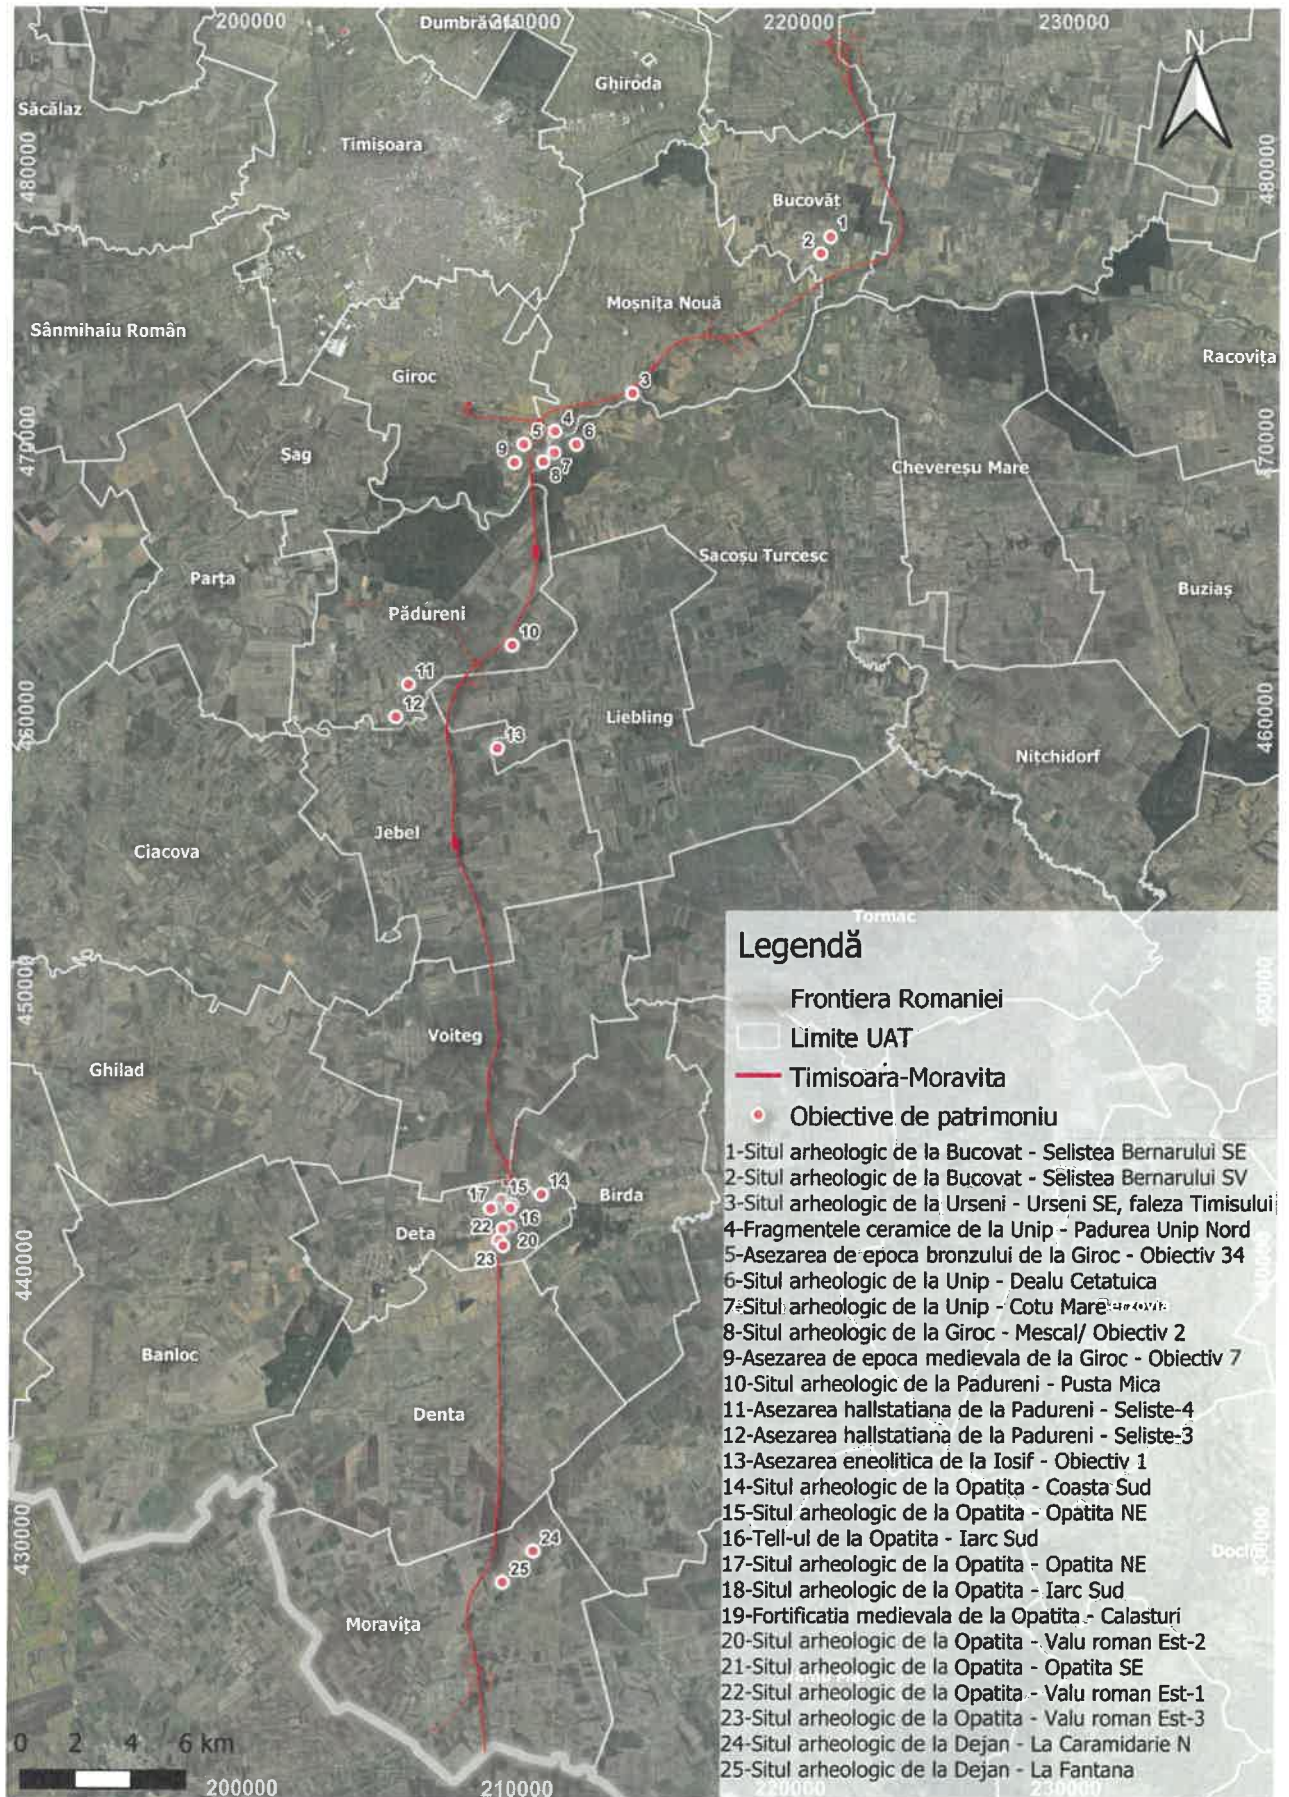 200000
Dumbrăvița
210000
220000
230000
N
Ghiroda
Săcălaz
Timișoara
480000
480000
Bucovăț
1
2
Moșnița Nouă
Sânmihaiu Român
Racovița
Giroc
3
4
5
6
470000
470000
Șag
9
7
8
Chevereșu Mare
Sacoșu Turcesc
Parța
Buziaș
Pădureni
10
11
12
460000
460000
Liebling
13
Nițchidorf
Jebel
Ciacova
Tormac
Legendă
450000
450000
Frontiera Romaniei
Voiteg
Limite UAT
Ghilad
Timisoara-Moravita
Obiective de patrimoniu
1-Situl arheologic de la Bucovat - Selistea Bernarului SE
2-Situl arheologic de la Bucovat - Selistea Bernarului SV
3-Situl arheologic de la Urseni - Urseni SE, faleza Timisului
4-Fragmentele ceramice de la Unip - Padurea Unip Nord
5-Asezarea de epoca bronzului de la Giroc - Obiectiv 34
6-Situl arheologic de la Unip - Dealu Cetatuica
7-Situl arheologic de la Unip - Cotu Mare
8-Situl arheologic de la Giroc - Mescal/ Obiectiv 2
9-Asezarea de epoca medievala de la Giroc - Obiectiv 7
10-Situl arheologic de la Padureni - Pusta Mica
11-Asezarea hallstatiana de la Padureni - Seliste-4
12-Asezarea hallstatiana de la Padureni - Seliste-3
13-Asezarea eneolitica de la Iosif - Obiectiv 1
14-Situl arheologic de la Opatita - Coasta Sud
15-Situl arheologic de la Opatita - Opatita NE
16-Tell-ul de la Opatita - Iarc Sud
17-Situl arheologic de la Opatita - Opatita NE
18-Situl arheologic de la Opatita - Iarc Sud
19-Fortificatia medievala de la Opatita - Calasturi
20-Situl arheologic de la Opatita - Valu roman Est-2
21-Situl arheologic de la Opatita - Opatita SE
22-Situl arheologic de la Opatita - Valu roman Est-1
23-Situl arheologic de la Opatita - Valu roman Est-3
24-Situl arheologic de la Dejan - La Caramidarie N
25-Situl arheologic de la Dejan - La Fantana
17
15
14
Birda
16
Deta
22
20
23
440000
Banloc
Denta
430000
24
25
Moravița
0 2 4 6 km
200000
210000
220000
230000